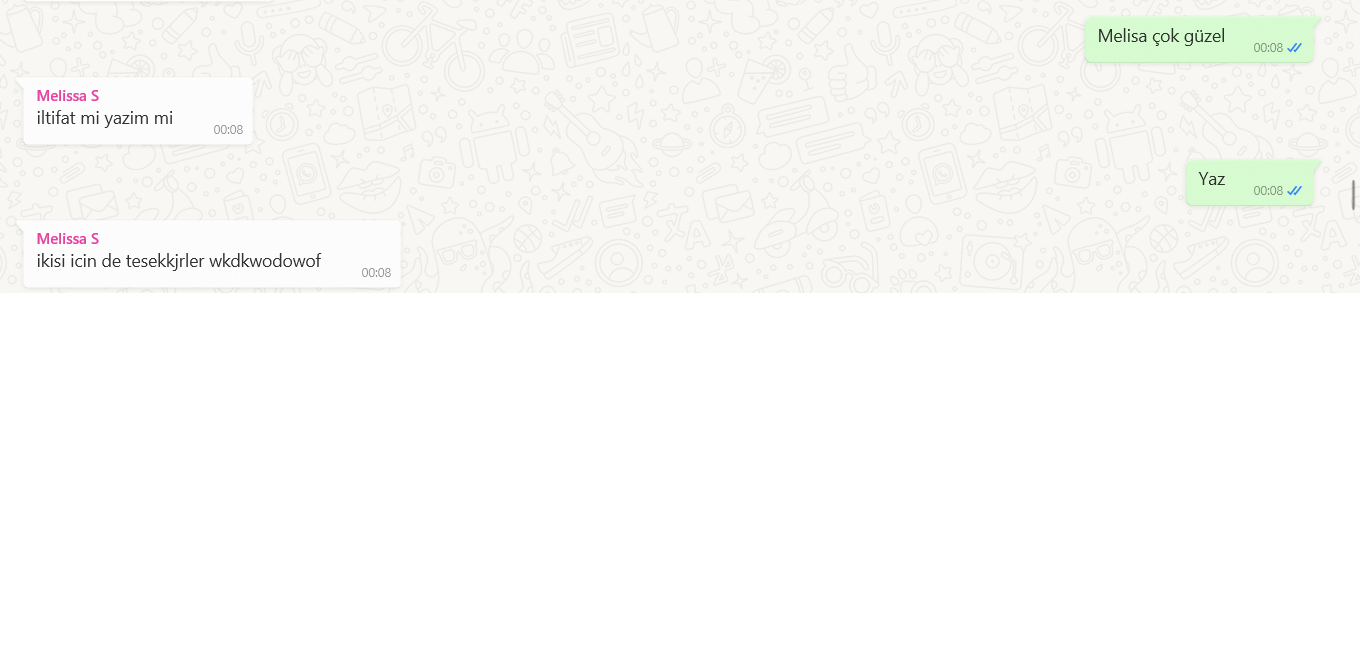 Melisa çok güzel
00:08
Melissa S
iltifat mi yazim mi
00:08
Yaz
00:08
Melissa S
ikisi icin de tesekkjrler wkdkwodowof
00:08